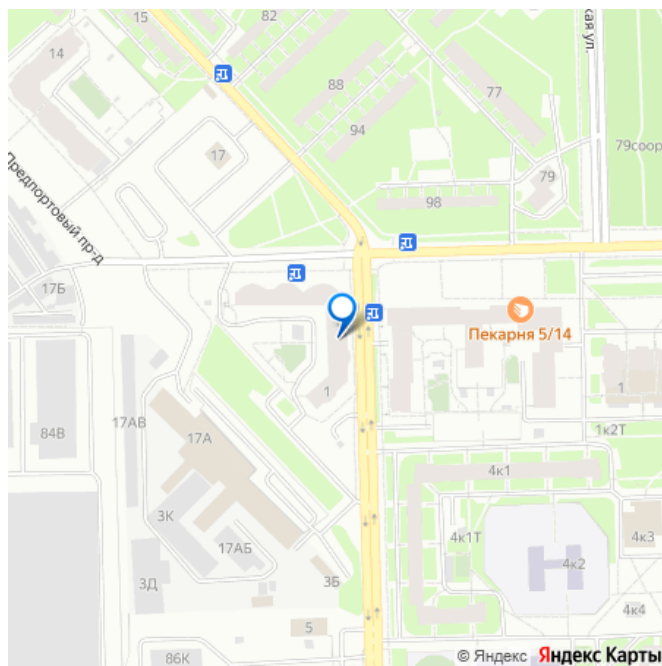 82
15
кая ул.
14
88
77
94
79соор
17
79
Предпортовый пр-д
98
17Б
Пекарня 5/14
1
1
17АВ
1к2Т
84В
17А
4к1
3К
4к1Т
4к3
17АБ
4к2
3Д
3Б
4к4
5
86К
© Яндекс Яндекс Карты